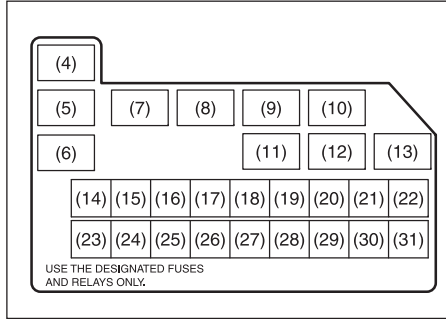 (4)
(5) (7) (8) (9) (10)
(6) (11) (12) (13)
(14) (15) (16) (17) (18) (19) (20) (21) (22)
(23) (24) (25) (26) (27) (28) (29) (30) (31)
USE THE DESIGNATED FUSES
AND RELAYS ONLY.